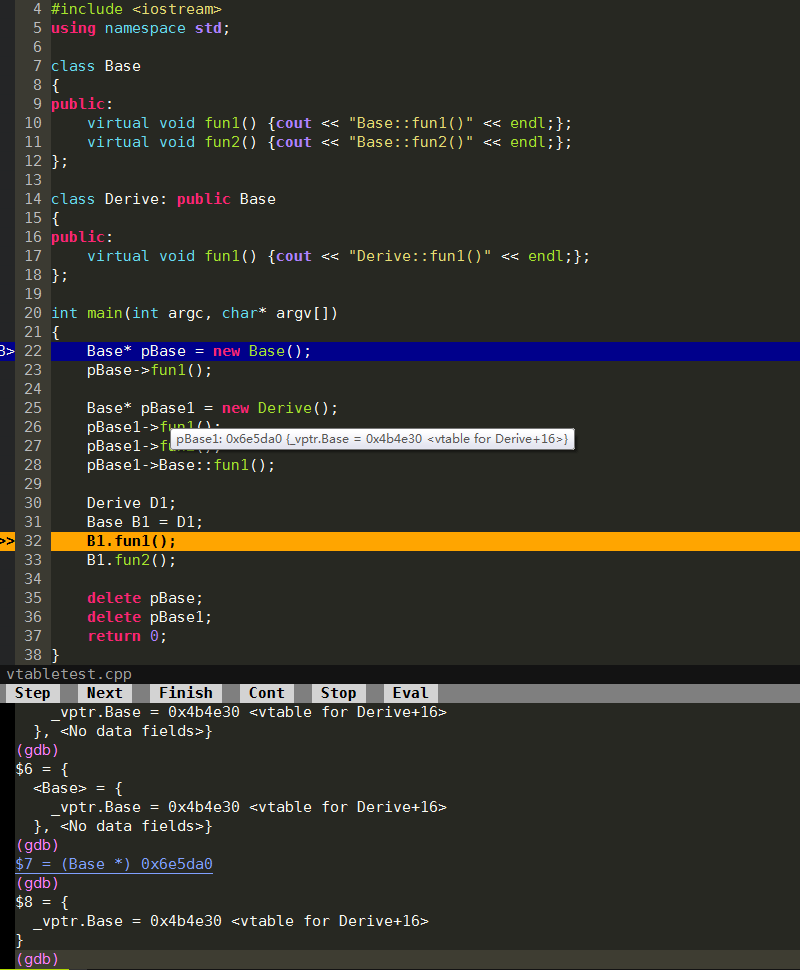 4 #include <iostream>
5 using namespace std;
6
7 class Base
8 {
9 public:
10     virtual void fun1() {cout << "Base::fun1()" << endl;};
11     virtual void fun2() {cout << "Base::fun2()" << endl;};
12 };
13
14 class Derive: public Base
15 {
16 public:
17     virtual void fun1() {cout << "Derive::fun1()" << endl;};
18 };
19
20 int main(int argc, char* argv[])
21 {
3> 22     Base* pBase = new Base();
23     pBase->fun1();
24
25     Base* pBase1 = new Derive();
26     pBase1->fun1();
pBase1: 0x6e5da0 {_vptr.Base = 0x4b4e30 <vtable for Derive+16>}
27     pBase1->
28     pBase1->Base::fun1();
29
30     Derive D1;
31     Base B1 = D1;
>> 32     B1.fun1();
33     B1.fun2();
34
35     delete pBase;
36     delete pBase1;
37     return 0;
38 }
vtabletest.cpp
Step Next Finish Cont Stop Eval
    _vptr.Base = 0x4b4e30 <vtable for Derive+16>
  }, <No data fields>}
(gdb)
$6 = {
  <Base> = {
    _vptr.Base = 0x4b4e30 <vtable for Derive+16>
  }, <No data fields>}
(gdb)
$7 = (Base *) 0x6e5da0
(gdb)
$8 = {
  _vptr.Base = 0x4b4e30 <vtable for Derive+16>
}
(gdb)